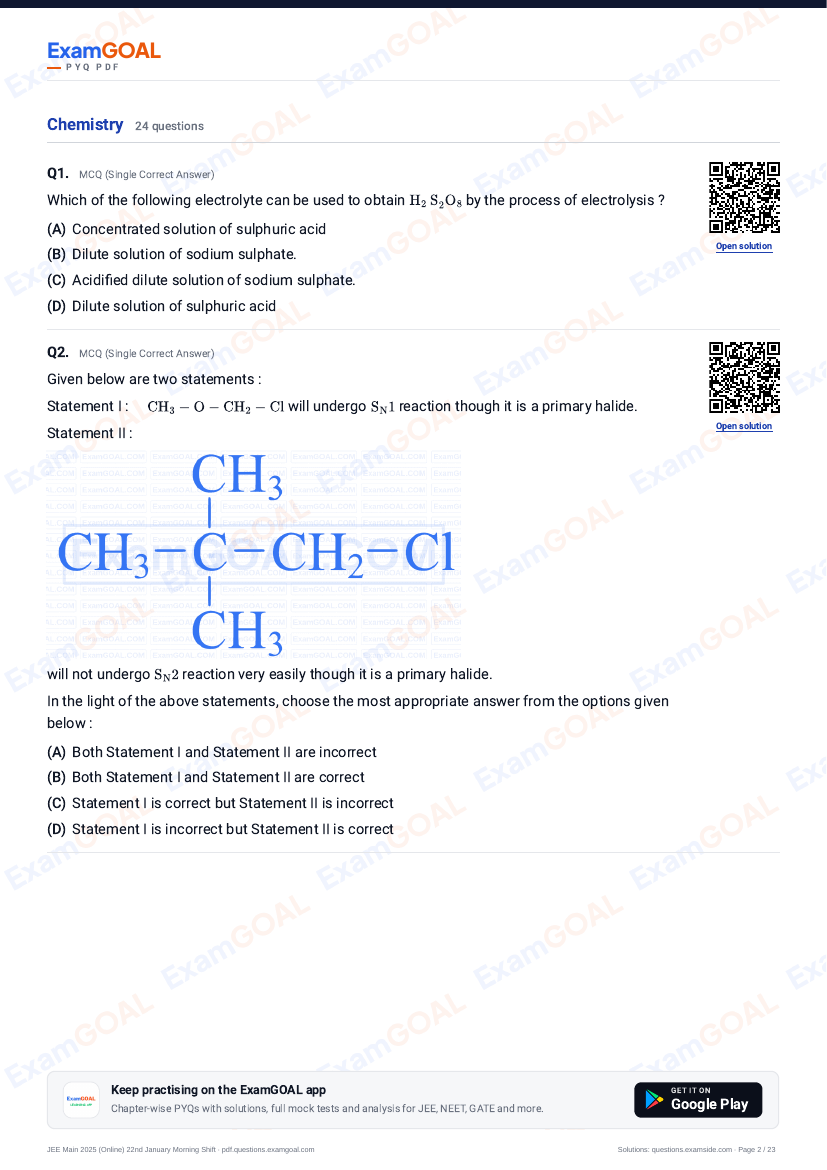 ExamGOAL
PYQ PDF
Chemistry 24 questions
Q1. MCQ (Single Correct Answer)
Which of the following electrolyte can be used to obtain H₂ S₂O₈ by the process of electrolysis ?
(A) Concentrated solution of sulphuric acid
(B) Dilute solution of sodium sulphate.
(C) Acidified dilute solution of sodium sulphate.
(D) Dilute solution of sulphuric acid
Open solution
Q2. MCQ (Single Correct Answer)
Given below are two statements :
Statement I : CH₃ − O − CH₂ − Cl will undergo S_N1 reaction though it is a primary halide.
Statement II :
Open solution
CH₃
CH₃−C−CH₂−Cl
CH₃
will not undergo S_N2 reaction very easily though it is a primary halide.
In the light of the above statements, choose the most appropriate answer from the options given
below :
(A) Both Statement I and Statement II are incorrect
(B) Both Statement I and Statement II are correct
(C) Statement I is correct but Statement II is incorrect
(D) Statement I is incorrect but Statement II is correct
ExamGOAL
Keep practising on the ExamGOAL app
Chapter-wise PYQs with solutions, full mock tests and analysis for JEE, NEET, GATE and more.
GET IT ON
Google Play
JEE Main 2025 (Online) 22nd January Morning Shift · pdf.questions.examgoal.com
Solutions: questions.examside.com · Page 2 / 23